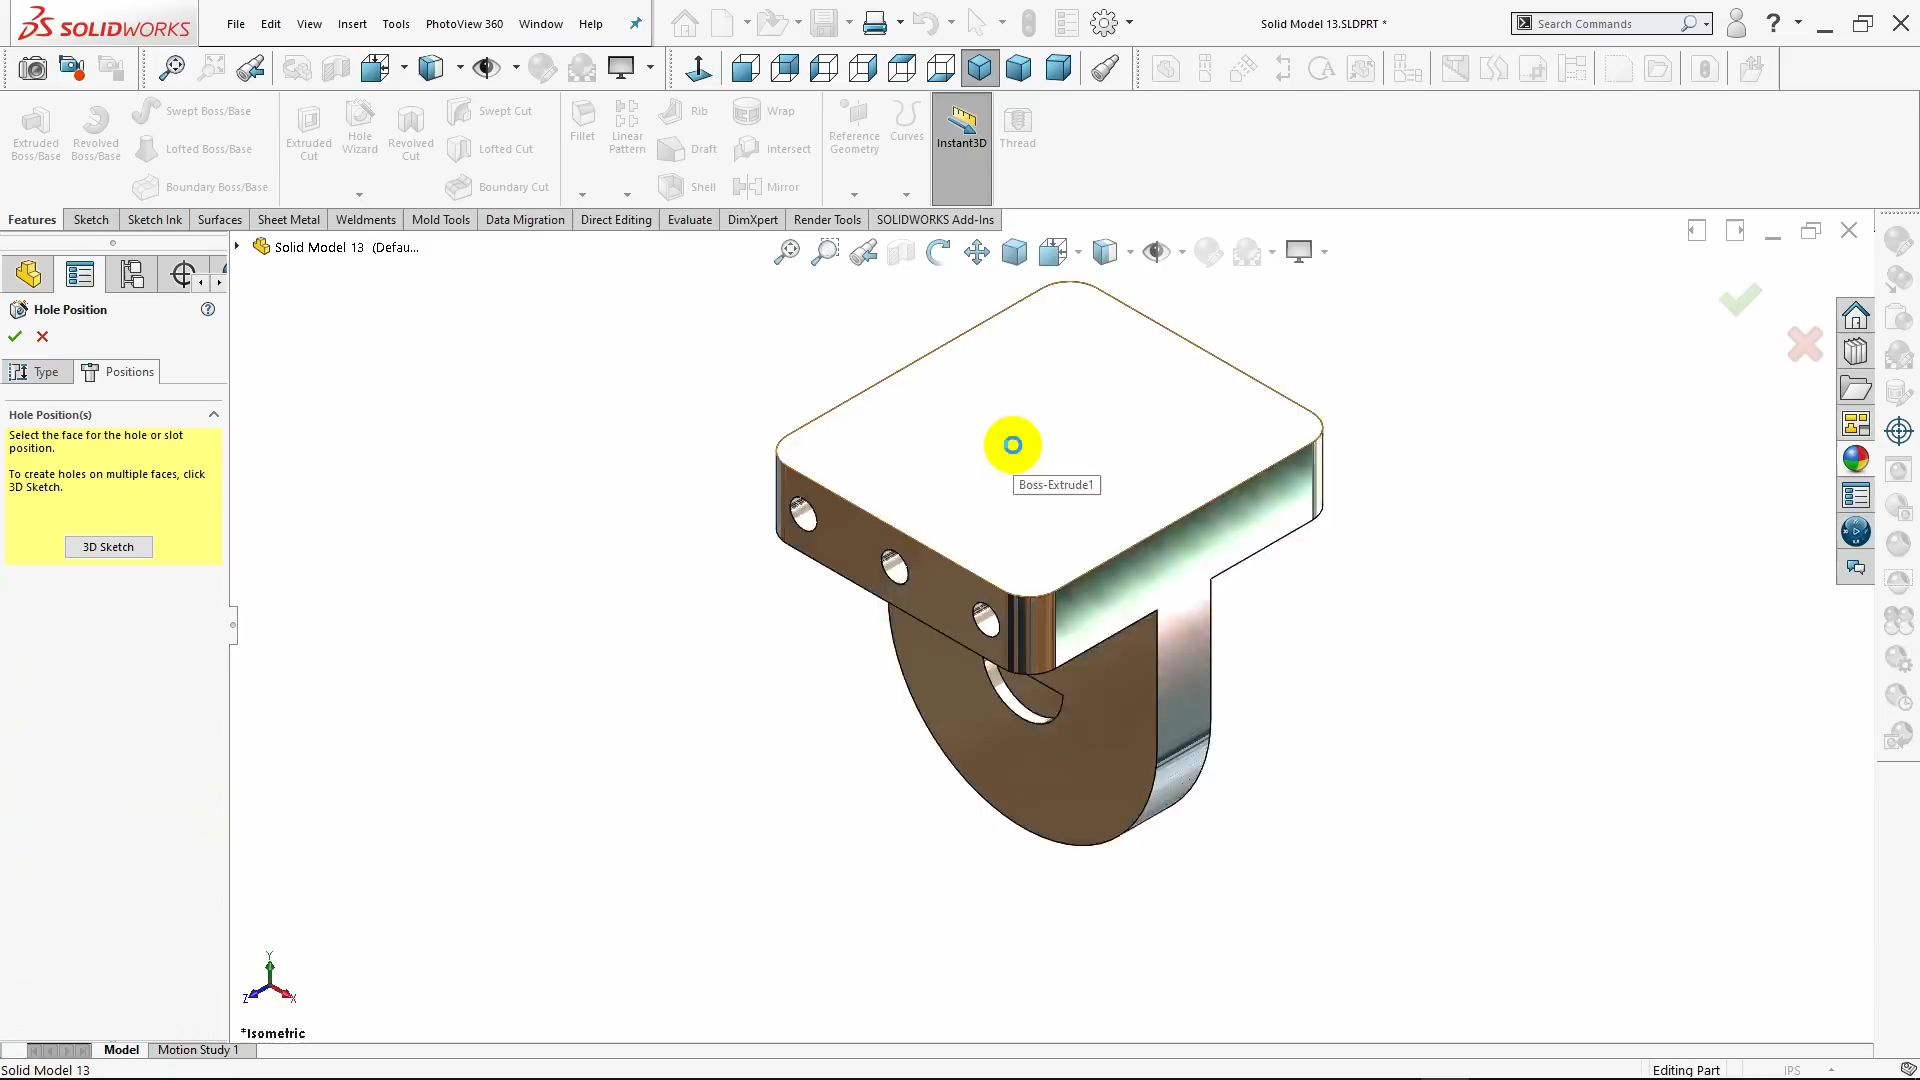 SOLIDWORKS
File Edit View Insert Tools PhotoView 360 Window Help
Solid Model 13.SLDPRT *
Search Commands
?
Extruded Boss/Base
Revolved Boss/Base
Swept Boss/Base
Lofted Boss/Base
Boundary Boss/Base
Extruded Cut
Hole Wizard
Revolved Cut
Swept Cut
Lofted Cut
Boundary Cut
Fillet
Linear Pattern
Rib
Draft
Shell
Wrap
Intersect
Mirror
Reference Geometry
Curves
Instant3D
Thread
Features Sketch Sketch Ink Surfaces Sheet Metal Weldments Mold Tools Data Migration Direct Editing Evaluate DimXpert Render Tools SOLIDWORKS Add-Ins
Solid Model 13 (Defau...
Hole Position
?
Type Positions
Hole Position(s)
Select the face for the hole or slot
position.
To create holes on multiple faces, click
3D Sketch.
3D Sketch
Boss-Extrude1
Y
Z X
*Isometric
Model Motion Study 1
Solid Model 13
Editing Part
IPS